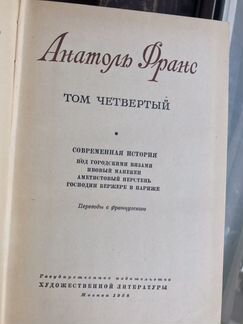 Анатоль Франс
ТОМ ЧЕТВЕРТЫЙ
СОВРЕМЕННАЯ ИСТОРИЯ
ПОД ГОРОДСКИМИ ВЯЗАМИ
ИВОВЫЙ МАНЕКЕН
АМЕТИСТОВЫЙ ПЕРСТЕНЬ
ГОСПОДИН БЕРЖЕРЕ В ПАРИЖЕ
Переводы с французского
Государственное издательство
ХУДОЖЕСТВЕННОЙ ЛИТЕРАТУРЫ
Москва